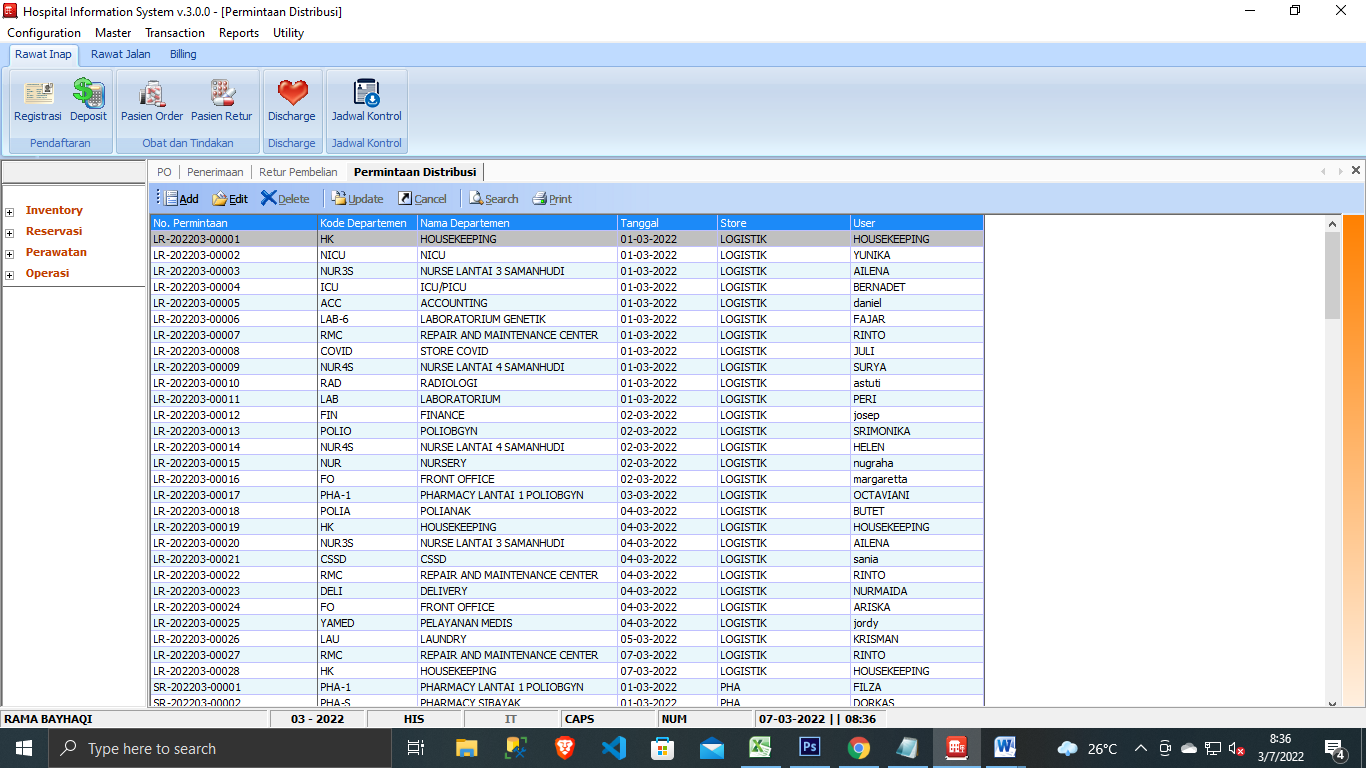 Hospital Information System v.3.0.0 - [Permintaan Distribusi]
Configuration Master Transaction Reports Utility
Rawat Inap Rawat Jalan Billing
Registrasi Deposit Pasien Order Pasien Retur Discharge Jadwal Kontrol
Pendaftaran Obat dan Tindakan Discharge Jadwal Kontrol
PO Penerimaan Retur Pembelian Permintaan Distribusi
Add Edit Delete Update Cancel Search Print
Inventory
Reservasi
Perawatan
Operasi
No. Permintaan Kode Departemen Nama Departemen Tanggal Store User
LR-202203-00001 HK HOUSEKEEPING 01-03-2022 LOGISTIK HOUSEKEEPING
LR-202203-00002 NICU NICU 01-03-2022 LOGISTIK YUNIKA
LR-202203-00003 NUR3S NURSE LANTAI 3 SAMANHUDI 01-03-2022 LOGISTIK AILENA
LR-202203-00004 ICU ICU/PICU 01-03-2022 LOGISTIK BERNADET
LR-202203-00005 ACC ACCOUNTING 01-03-2022 LOGISTIK daniel
LR-202203-00006 LAB-6 LABORATORIUM GENETIK 01-03-2022 LOGISTIK FAJAR
LR-202203-00007 RMC REPAIR AND MAINTENANCE CENTER 01-03-2022 LOGISTIK RINTO
LR-202203-00008 COVID STORE COVID 01-03-2022 LOGISTIK JULI
LR-202203-00009 NUR4S NURSE LANTAI 4 SAMANHUDI 01-03-2022 LOGISTIK SURYA
LR-202203-00010 RAD RADIOLOGI 01-03-2022 LOGISTIK astuti
LR-202203-00011 LAB LABORATORIUM 01-03-2022 LOGISTIK PERI
LR-202203-00012 FIN FINANCE 02-03-2022 LOGISTIK josep
LR-202203-00013 POLIO POLIOBGYN 02-03-2022 LOGISTIK SRIMONIKA
LR-202203-00014 NUR4S NURSE LANTAI 4 SAMANHUDI 02-03-2022 LOGISTIK HELEN
LR-202203-00015 NUR NURSERY 02-03-2022 LOGISTIK nugraha
LR-202203-00016 FO FRONT OFFICE 02-03-2022 LOGISTIK margaretta
LR-202203-00017 PHA-1 PHARMACY LANTAI 1 POLIOBGYN 03-03-2022 LOGISTIK OCTAVIANI
LR-202203-00018 POLIA POLIANAK 04-03-2022 LOGISTIK BUTET
LR-202203-00019 HK HOUSEKEEPING 04-03-2022 LOGISTIK HOUSEKEEPING
LR-202203-00020 NUR3S NURSE LANTAI 3 SAMANHUDI 04-03-2022 LOGISTIK AILENA
LR-202203-00021 CSSD CSSD 04-03-2022 LOGISTIK sania
LR-202203-00022 RMC REPAIR AND MAINTENANCE CENTER 04-03-2022 LOGISTIK RINTO
LR-202203-00023 DELI DELIVERY 04-03-2022 LOGISTIK NURMAIDA
LR-202203-00024 FO FRONT OFFICE 04-03-2022 LOGISTIK ARISKA
LR-202203-00025 YAMED PELAYANAN MEDIS 04-03-2022 LOGISTIK jordy
LR-202203-00026 LAU LAUNDRY 05-03-2022 LOGISTIK KRISMAN
LR-202203-00027 RMC REPAIR AND MAINTENANCE CENTER 07-03-2022 LOGISTIK RINTO
LR-202203-00028 HK HOUSEKEEPING 07-03-2022 LOGISTIK HOUSEKEEPING
SR-202203-00001 PHA-1 PHARMACY LANTAI 1 POLIOBGYN 01-03-2022 PHA FILZA
SR-202203-00002 PHA-S PHARMACY SIBAYAK 01-03-2022 PHA DORKAS
RAMA BAYHAQI 03 - 2022 HIS IT CAPS NUM 07-03-2022 || 08:36
Type here to search 26°C 8:36
3/7/2022 4